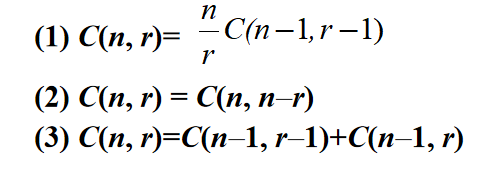 (1) C(n, r)= n/r C(n−1, r−1)
(2) C(n, r) = C(n, n–r)
(3) C(n, r)=C(n–1, r–1)+C(n–1, r)